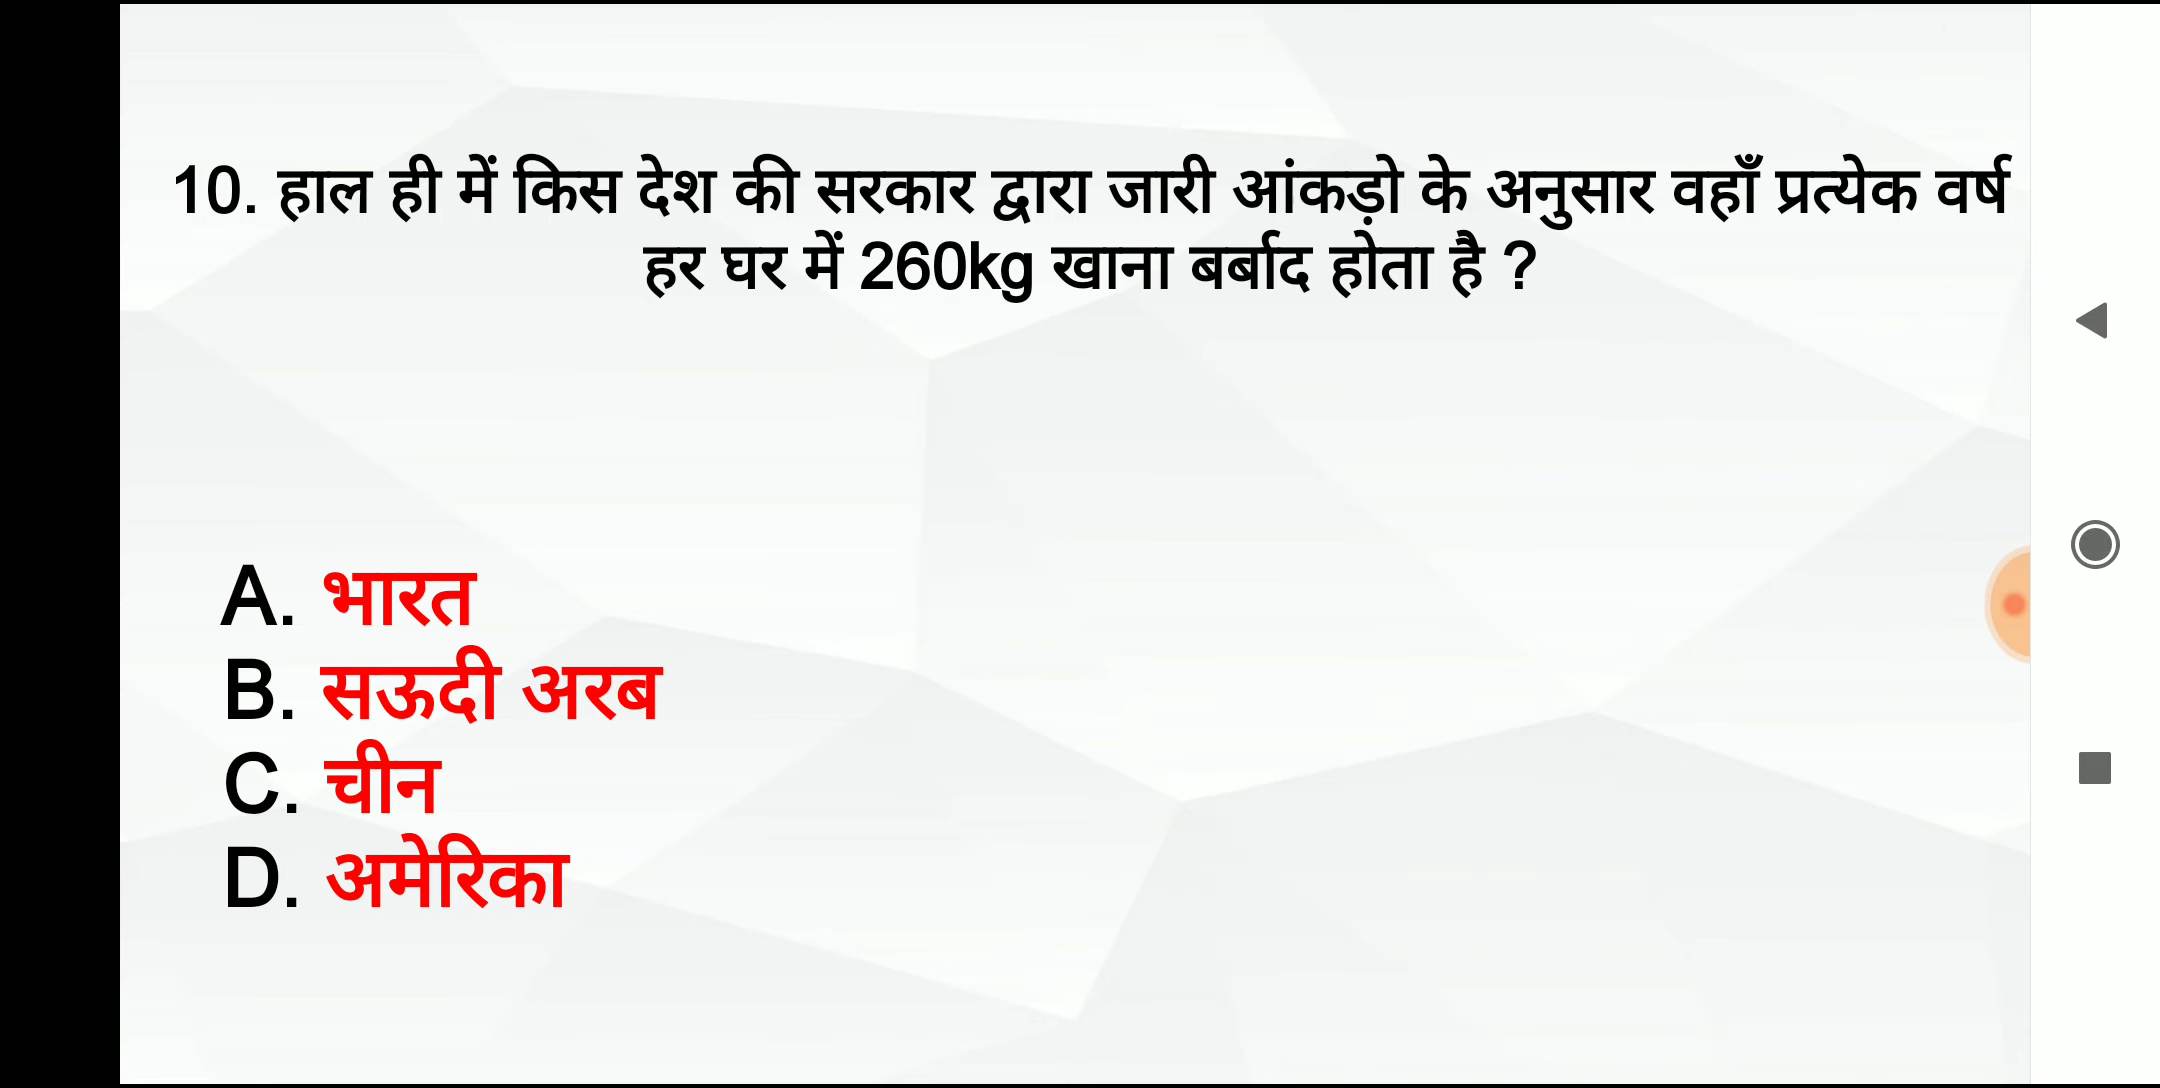 10. हाल ही में किस देश की सरकार द्वारा जारी आंकड़ो के अनुसार वहाँ प्रत्येक वर्ष
हर घर में 260kg खाना बर्बाद होता है ?
A. भारत
B. सऊदी अरब
C. चीन
D. अमेरिका